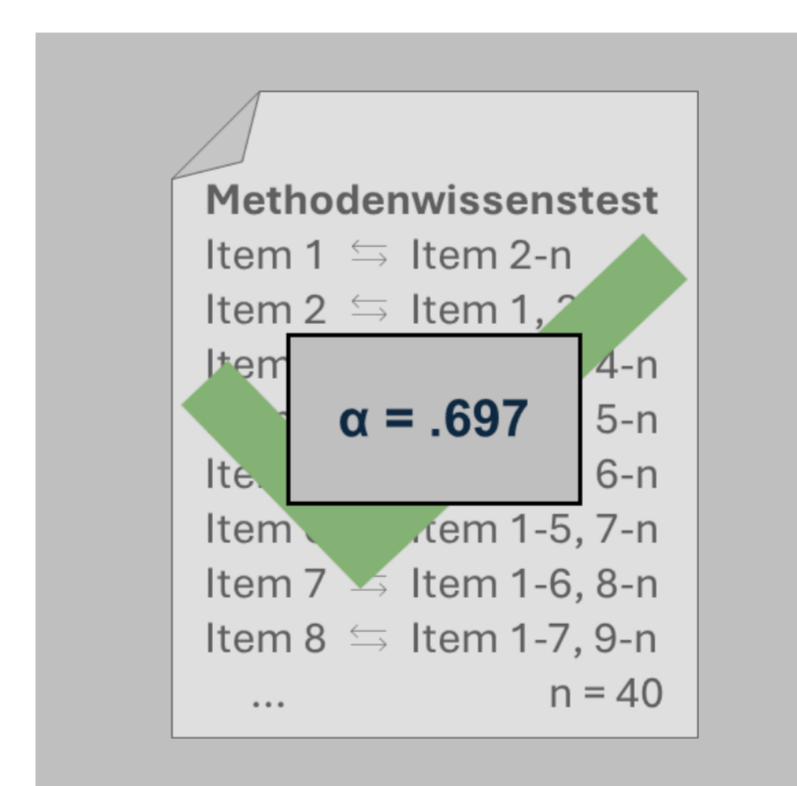 Methodenwissenstest
Item 1 ⇆ Item 2-n
Item 2 ⇆ Item 1,
Item 4-n
α = .697
5-n
6-n
Item 1-5, 7-n
Item 7 ⇆ Item 1-6, 8-n
Item 8 ⇆ Item 1-7, 9-n
... n = 40